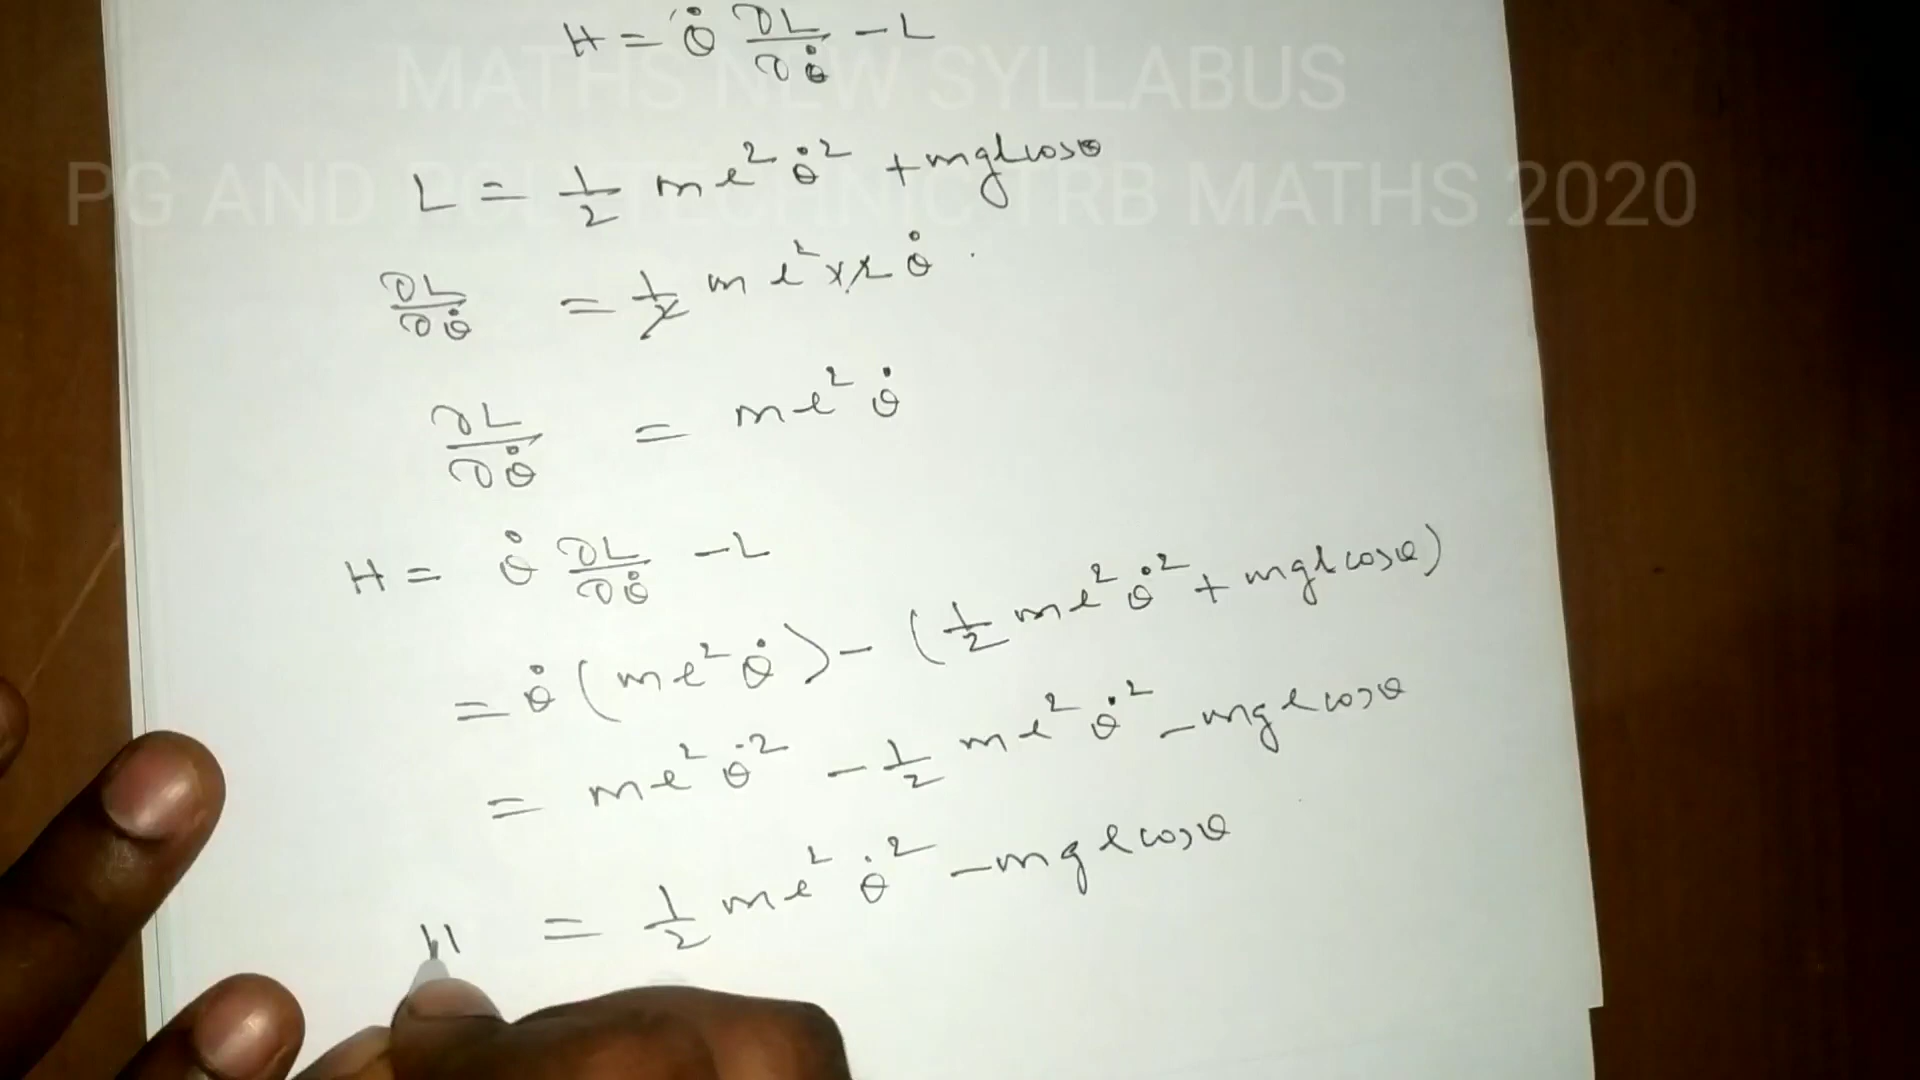 H = θ̇ ∂L/∂θ̇ - L
MATHS NEW SYLLABUS
L = 1/2 ml² θ̇² + mgl cosθ
PG AND POLYTECHNIC TRB MATHS 2020
∂L/∂θ̇ = 1/2 ml² × 2 θ̇
∂L/∂θ̇ = ml² θ̇
H = θ̇ ∂L/∂θ̇ - L
= θ̇ (ml² θ̇) - (1/2 ml² θ̇² + mgl cosθ)
= ml² θ̇² - 1/2 ml² θ̇² - mgl cosθ
H = 1/2 ml² θ̇² - mgl cosθ